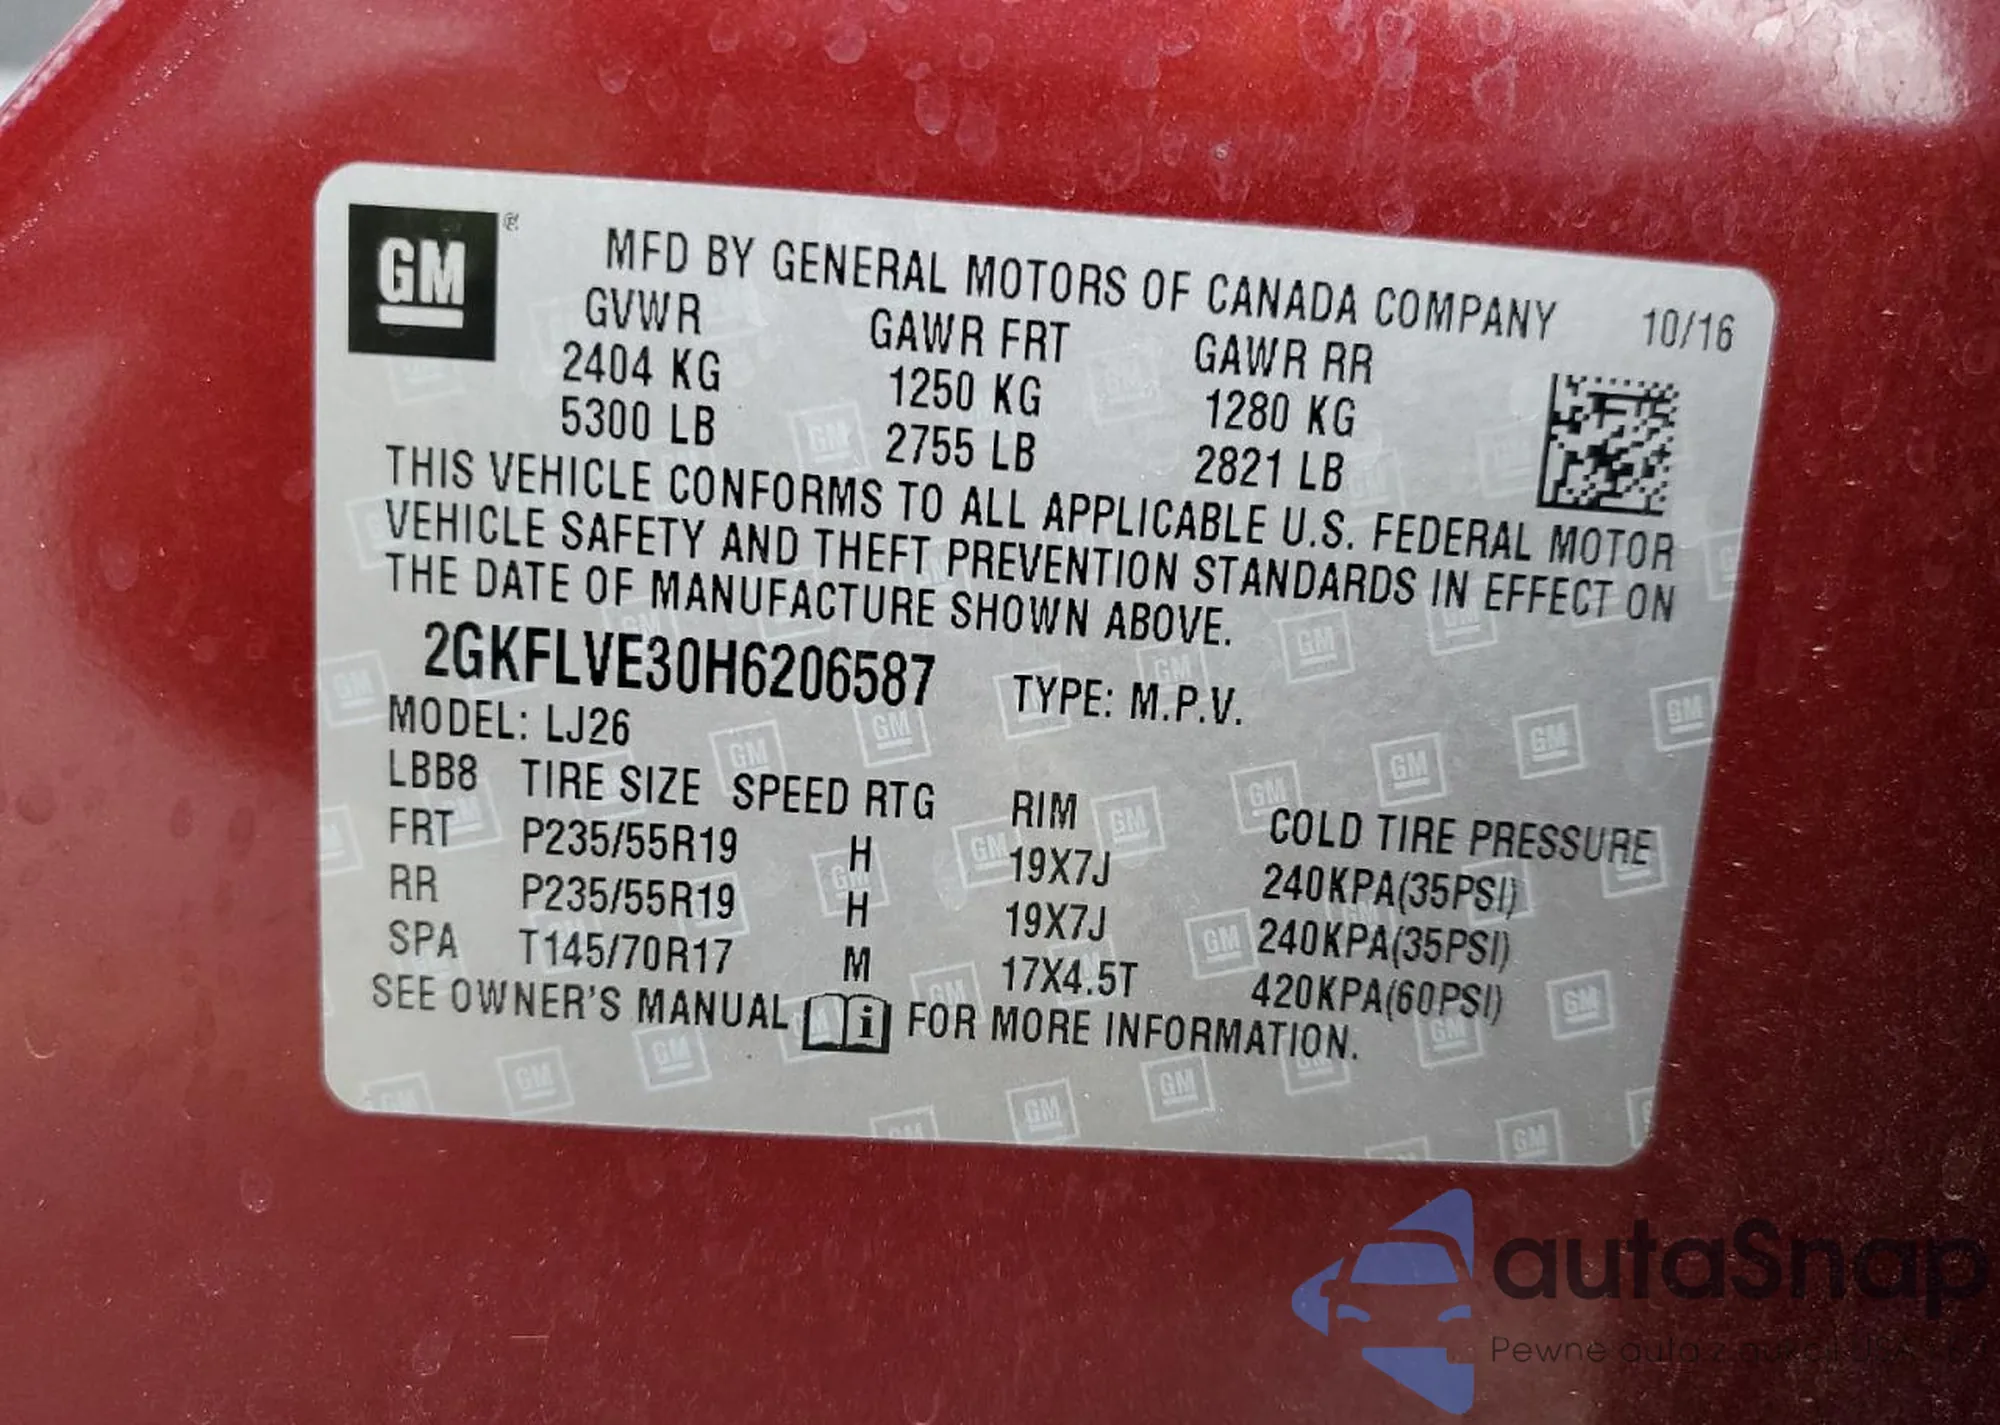 GM ®
MFD BY GENERAL MOTORS OF CANADA COMPANY 10/16
GVWR GAWR FRT GAWR RR
2404 KG 1250 KG 1280 KG
5300 LB 2755 LB 2821 LB
THIS VEHICLE CONFORMS TO ALL APPLICABLE U.S. FEDERAL MOTOR
VEHICLE SAFETY AND THEFT PREVENTION STANDARDS IN EFFECT ON
THE DATE OF MANUFACTURE SHOWN ABOVE.
2GKFLVE30H6206587 TYPE: M.P.V.
MODEL: LJ26
LBB8 TIRE SIZE SPEED RTG RIM COLD TIRE PRESSURE
FRT P235/55R19 H 19X7J 240KPA(35PSI)
RR P235/55R19 H 19X7J 240KPA(35PSI)
SPA T145/70R17 M 17X4.5T 420KPA(60PSI)
SEE OWNER'S MANUAL i FOR MORE INFORMATION.
autaSnap
Pewne auta z